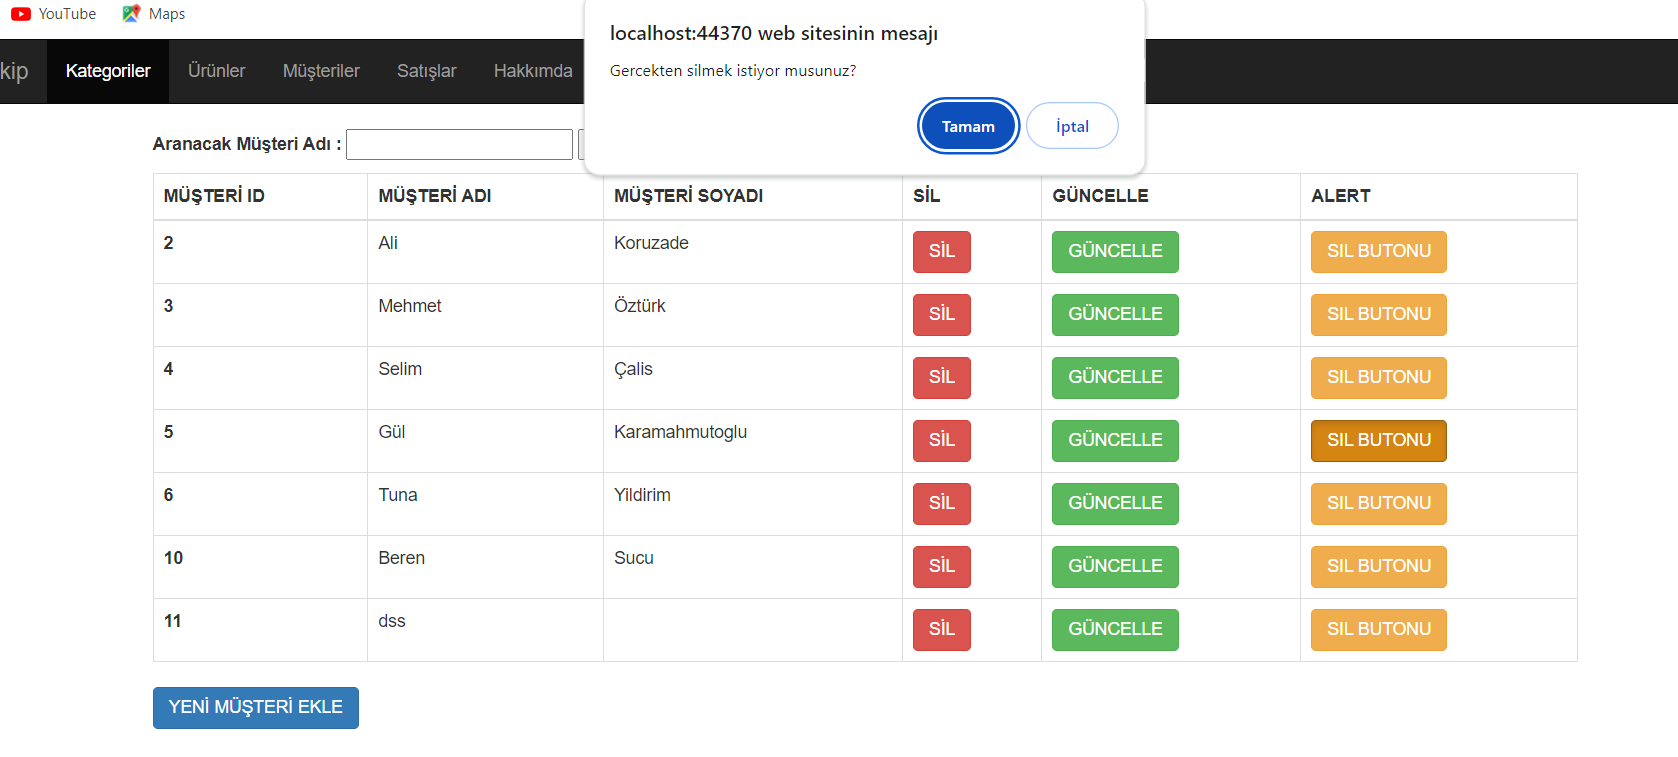 YouTube Maps
localhost:44370 web sitesinin mesajı
Gercekten silmek istiyor musunuz?
Tamam İptal
kip Kategoriler Ürünler Müşteriler Satışlar Hakkımda
Aranacak Müşteri Adı :
MÜŞTERİ ID MÜŞTERİ ADI MÜŞTERİ SOYADI SİL GÜNCELLE ALERT
2 Ali Koruzade SİL GÜNCELLE SIL BUTONU
3 Mehmet Öztürk SİL GÜNCELLE SIL BUTONU
4 Selim Çalis SİL GÜNCELLE SIL BUTONU
5 Gül Karamahmutoglu SİL GÜNCELLE SIL BUTONU
6 Tuna Yildirim SİL GÜNCELLE SIL BUTONU
10 Beren Sucu SİL GÜNCELLE SIL BUTONU
11 dss SİL GÜNCELLE SIL BUTONU
YENİ MÜŞTERİ EKLE